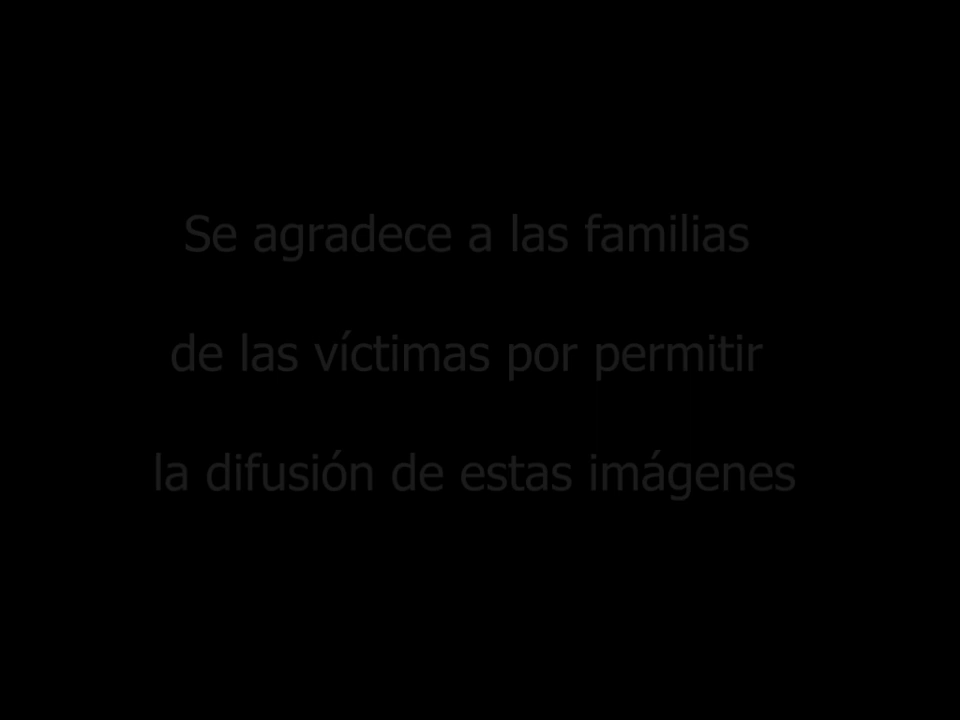 Se agradece a las familias
de las víctimas por permitir
la difusión de estas imágenes